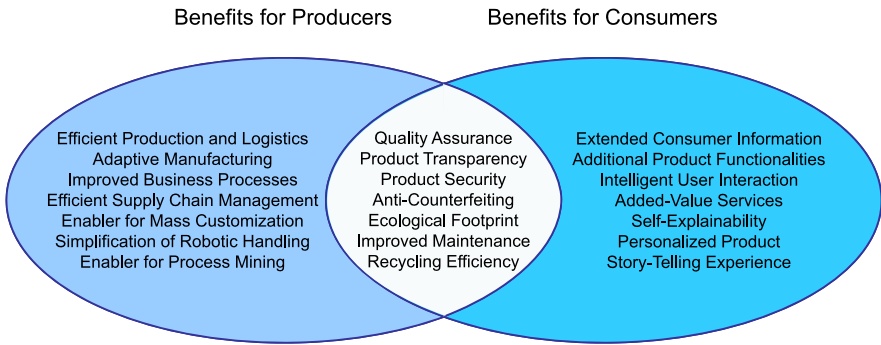 Benefits for Producers
Benefits for Consumers
Efficient Production and Logistics
Adaptive Manufacturing
Improved Business Processes
Efficient Supply Chain Management
Enabler for Mass Customization
Simplification of Robotic Handling
Enabler for Process Mining
Quality Assurance
Product Transparency
Product Security
Anti-Counterfeiting
Ecological Footprint
Improved Maintenance
Recycling Efficiency
Extended Consumer Information
Additional Product Functionalities
Intelligent User Interaction
Added-Value Services
Self-Explainability
Personalized Product
Story-Telling Experience